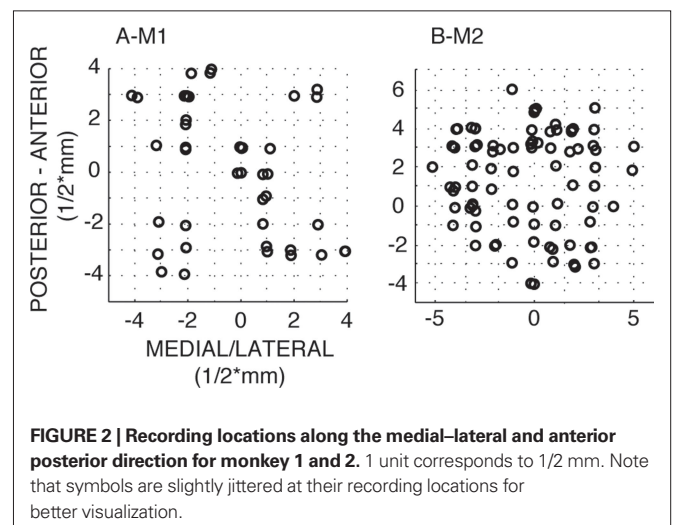 A-M1
B-M2
POSTERIOR - ANTERIOR
(1/2*mm)
4
2
0
-2
-4
-4
-2
0
2
4
6
4
2
0
-2
-4
-5
0
5
MEDIAL/LATERAL
(1/2*mm)
FIGURE 2 | Recording locations along the medial–lateral and anterior
posterior direction for monkey 1 and 2. 1 unit corresponds to 1/2 mm. Note
that symbols are slightly jittered at their recording locations for
better visualization.